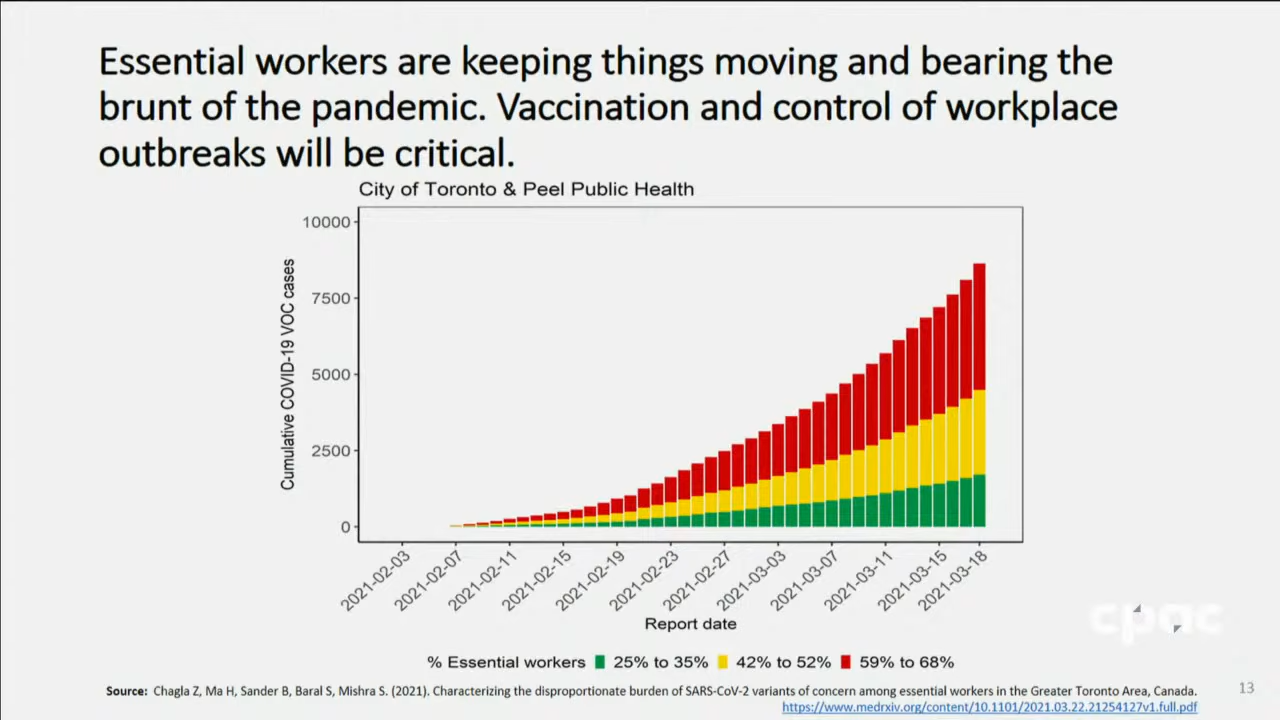 Essential workers are keeping things moving and bearing the
brunt of the pandemic. Vaccination and control of workplace
outbreaks will be critical.
City of Toronto & Peel Public Health
Cumulative COVID-19 VOC cases
10000
7500
5000
2500
0
2021-02-03
2021-02-07
2021-02-11
2021-02-15
2021-02-19
2021-02-23
2021-02-27
2021-03-03
2021-03-07
2021-03-11
2021-03-15
2021-03-18
Report date
cpac
% Essential workers 25% to 35% 42% to 52% 59% to 68%
Source: Chagla Z, Ma H, Sander B, Baral S, Mishra S. (2021). Characterizing the disproportionate burden of SARS-CoV-2 variants of concern among essential workers in the Greater Toronto Area, Canada.
13
https://www.medrxiv.org/content/10.1101/2021.03.22.21254127v1.full.pdf